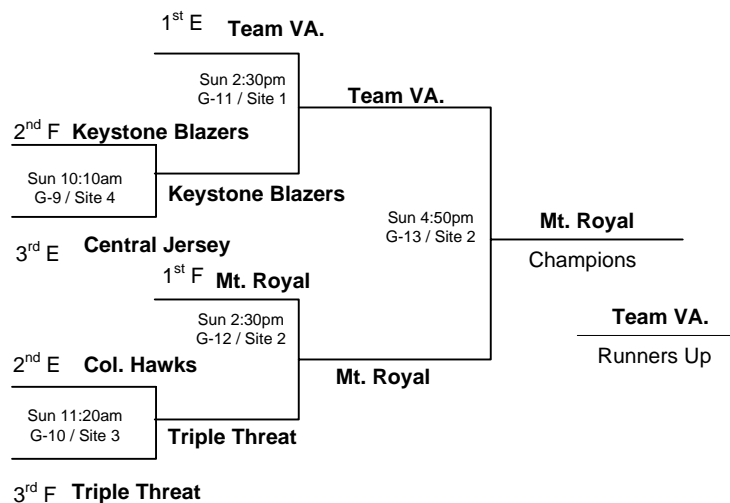 1st E Team VA.
Sun 2:30pm
G-11 / Site 1
Team VA.
2nd F Keystone Blazers
Sun 10:10am
G-9 / Site 4
Keystone Blazers
Sun 4:50pm
G-13 / Site 2
Mt. Royal
Champions
3rd E Central Jersey
1st F Mt. Royal
Sun 2:30pm
G-12 / Site 2
Team VA.
Runners Up
2nd E Col. Hawks
Mt. Royal
Sun 11:20am
G-10 / Site 3
Triple Threat
3rd F Triple Threat